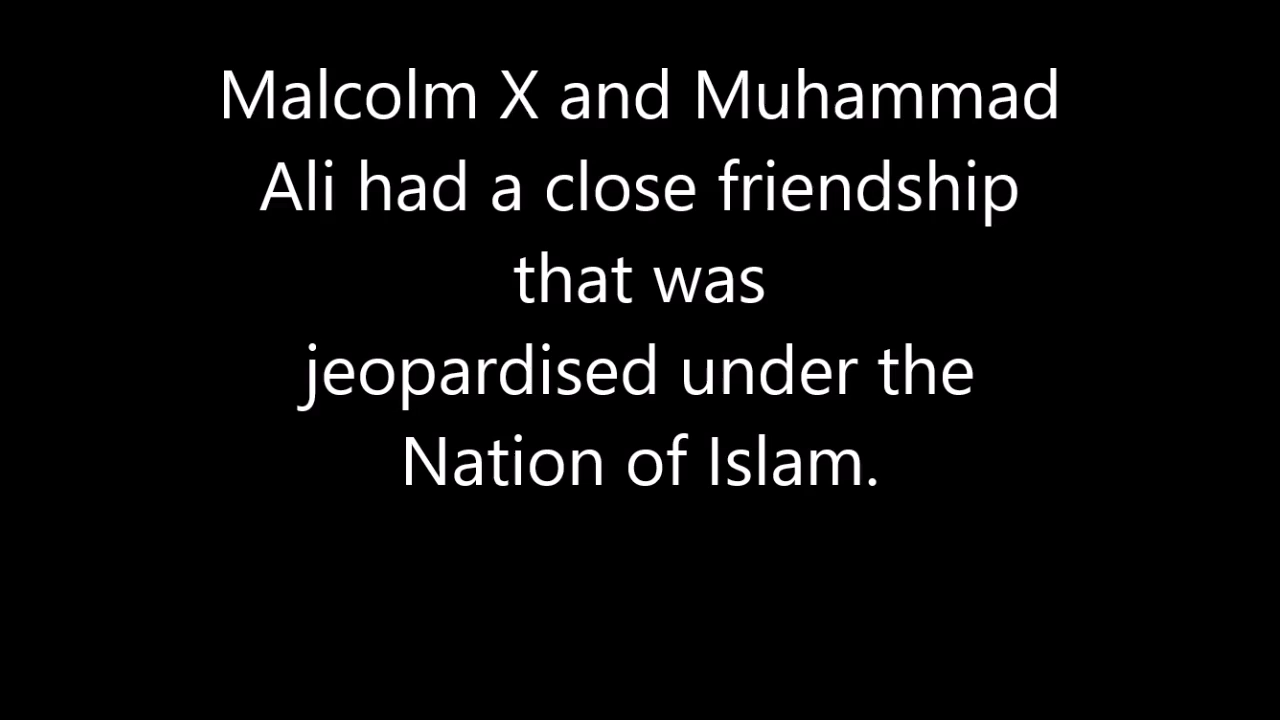 Malcolm X and Muhammad
Ali had a close friendship
that was
jeopardised under the
Nation of Islam.